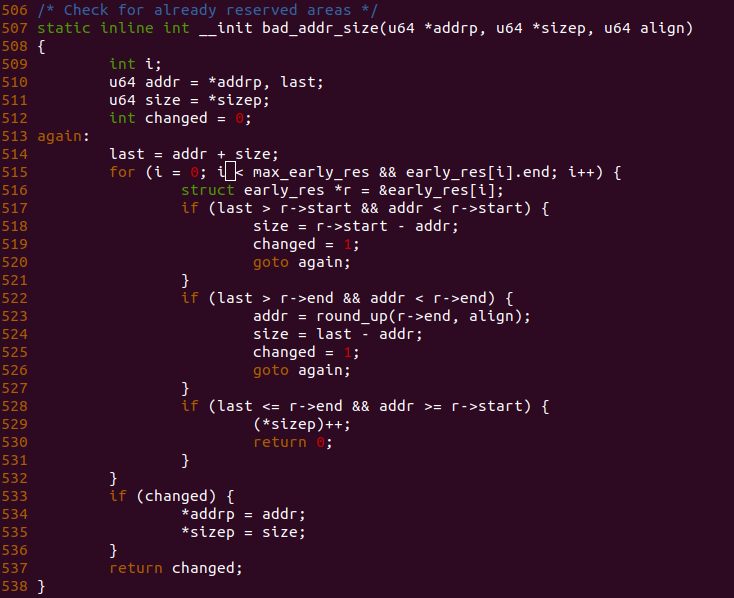 506 /* Check for already reserved areas */
507 static inline int __init bad_addr_size(u64 *addrp, u64 *sizep, u64 align)
508 {
509         int i;
510         u64 addr = *addrp, last;
511         u64 size = *sizep;
512         int changed = 0;
513 again:
514         last = addr + size;
515         for (i = 0; i < max_early_res && early_res[i].end; i++) {
516                 struct early_res *r = &early_res[i];
517                 if (last > r->start && addr < r->start) {
518                         size = r->start - addr;
519                         changed = 1;
520                         goto again;
521                 }
522                 if (last > r->end && addr < r->end) {
523                         addr = round_up(r->end, align);
524                         size = last - addr;
525                         changed = 1;
526                         goto again;
527                 }
528                 if (last <= r->end && addr >= r->start) {
529                         (*sizep)++;
530                         return 0;
531                 }
532         }
533         if (changed) {
534                 *addrp = addr;
535                 *sizep = size;
536         }
537         return changed;
538 }